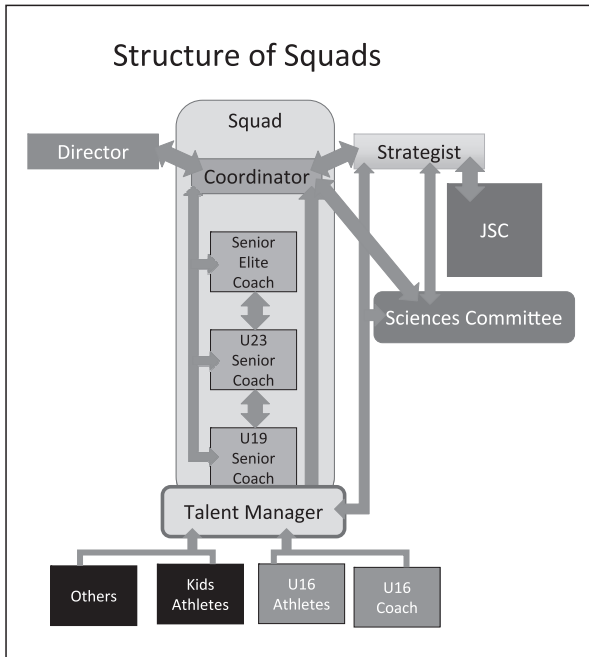 Structure of Squads
Squad
Director
Strategist
Coordinator
JSC
Senior
Elite
Coach
Sciences Committee
U23
Senior
Coach
U19
Senior
Coach
Talent Manager
Others
Kids
Athletes
U16
Athletes
U16
Coach